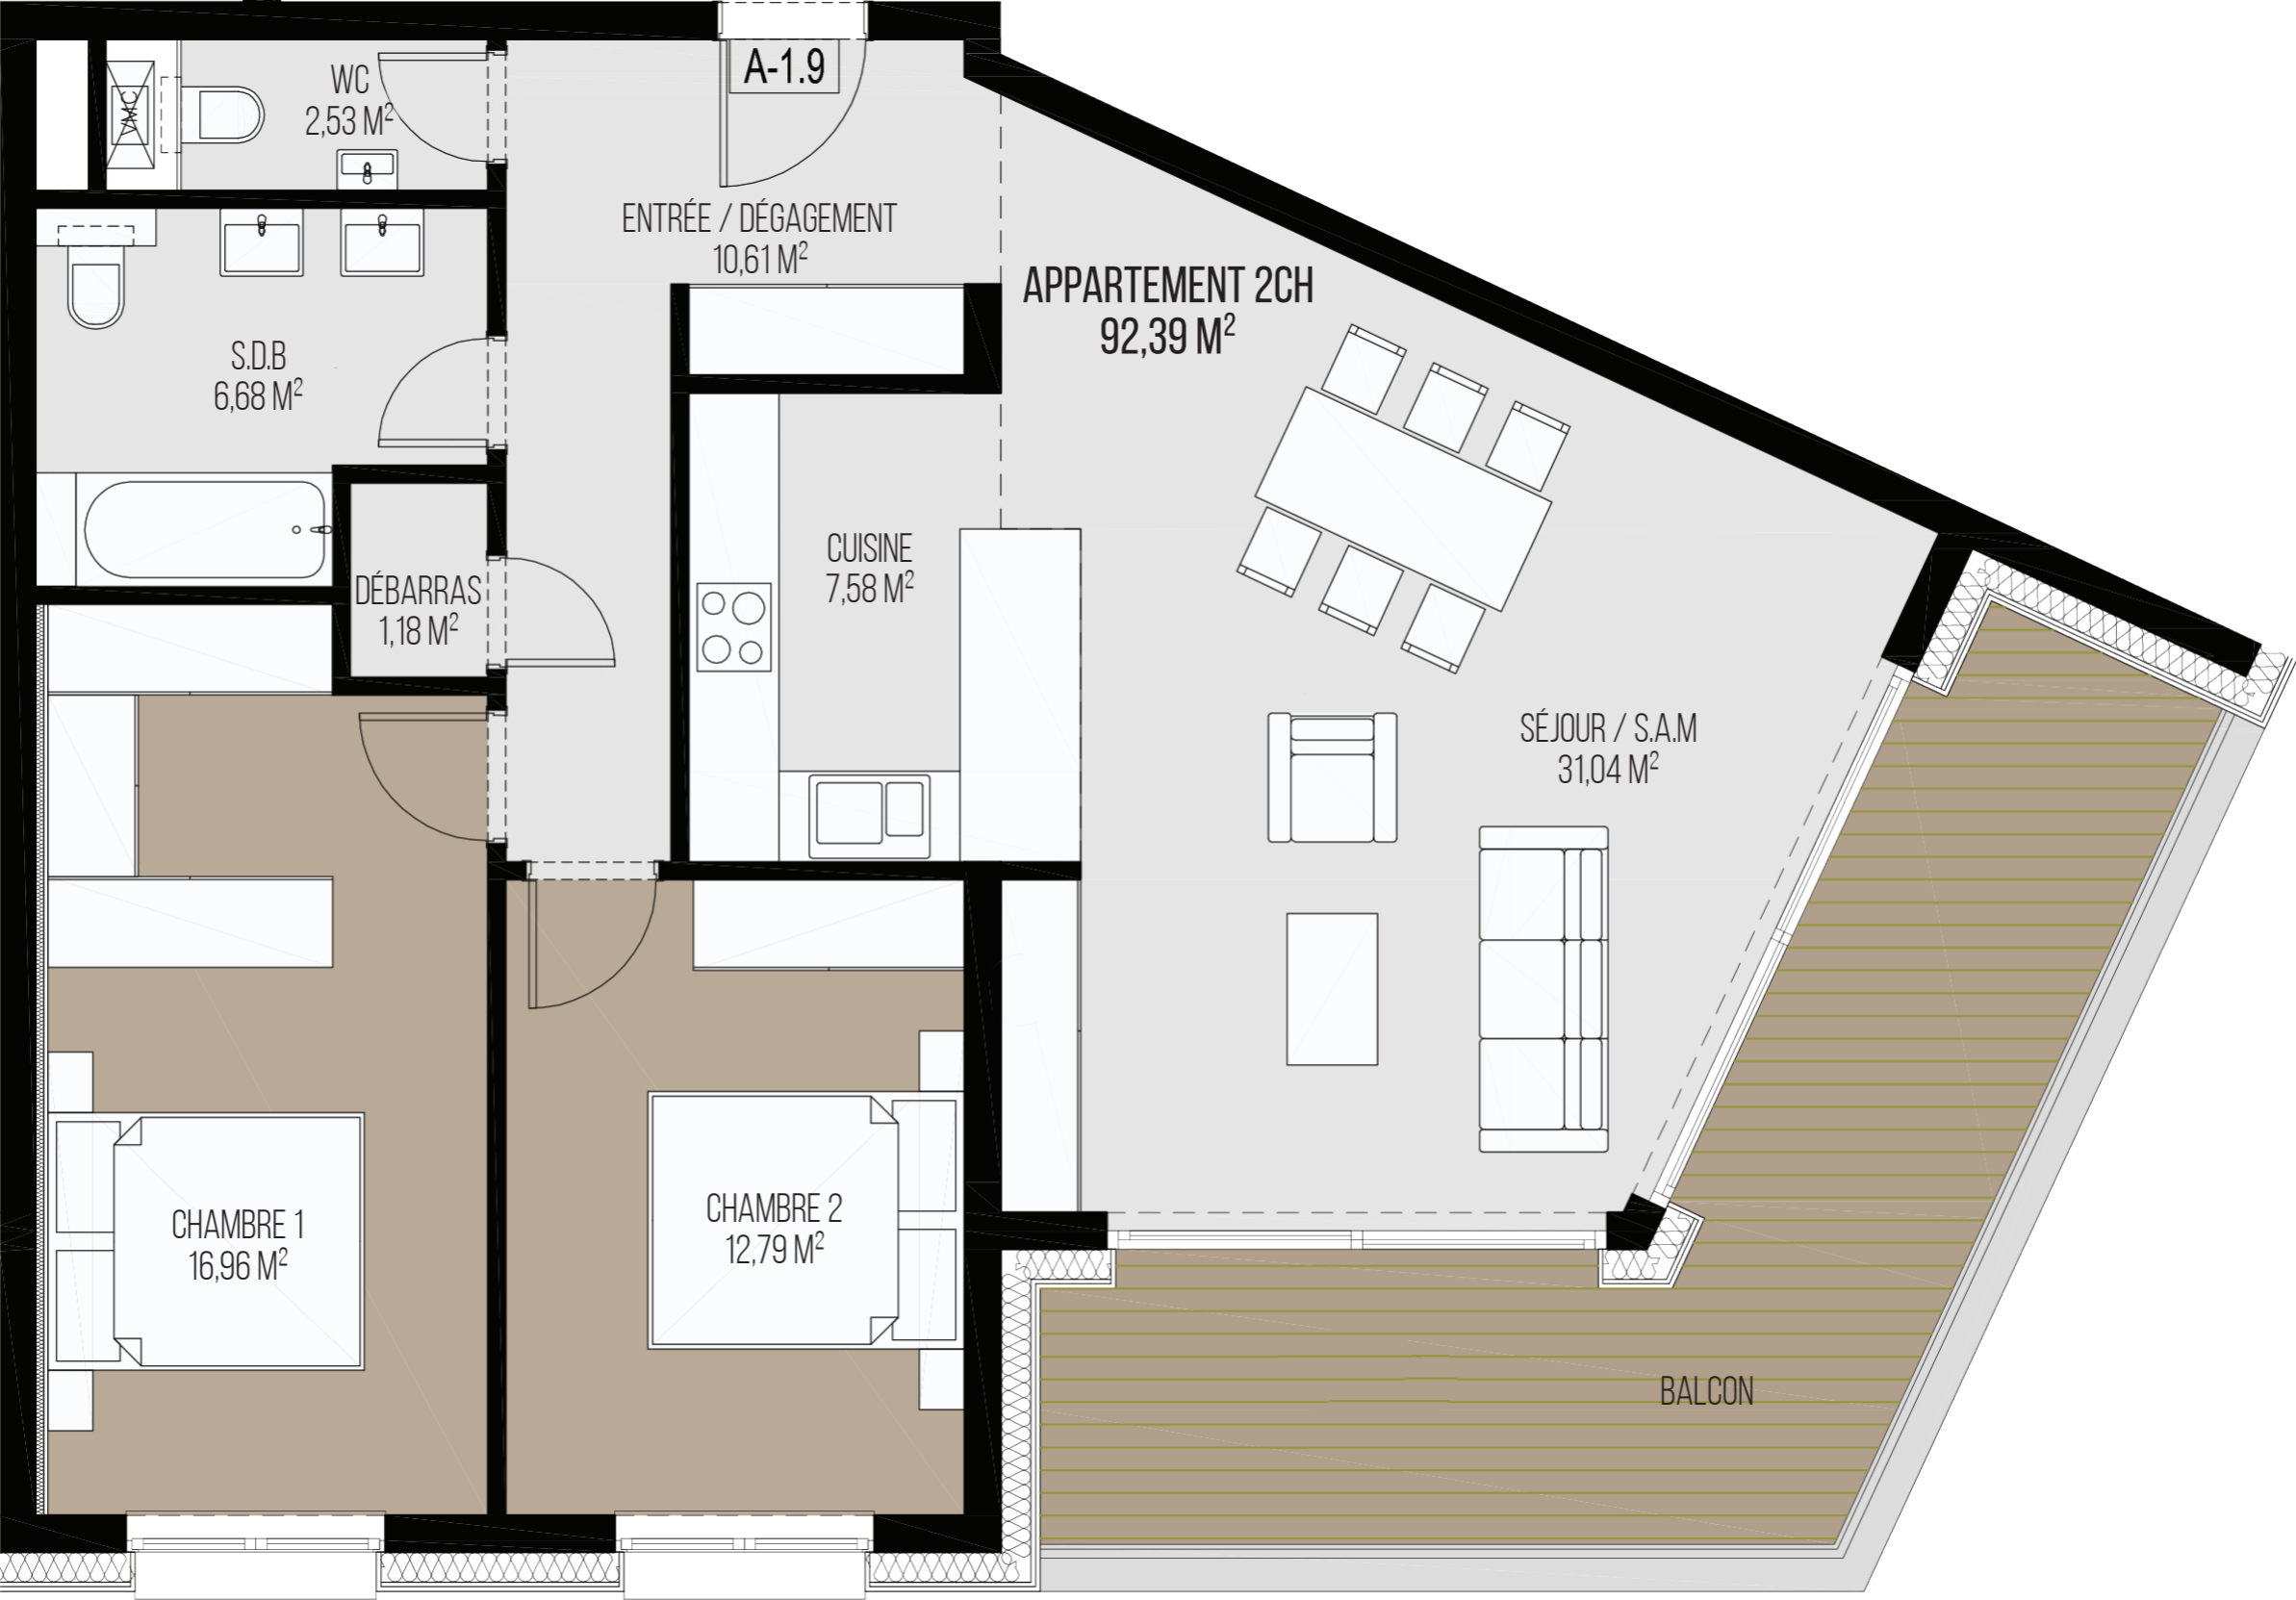 A-1.9
WC
2,53 M²
VMC
ENTRÉE / DÉGAGEMENT
10,61 M²
APPARTEMENT 2CH
92,39 M²
S.D.B
6,68 M²
CUISINE
7,58 M²
DÉBARRAS
1,18 M²
SÉJOUR / S.A.M
31,04 M²
CHAMBRE 1
16,96 M²
CHAMBRE 2
12,79 M²
BALCON